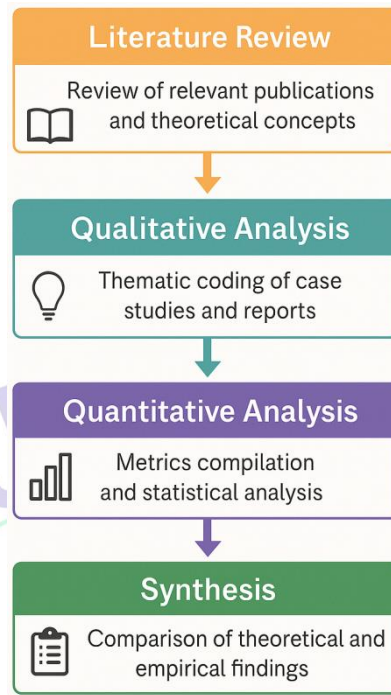 Literature Review
Review of relevant publications
and theoretical concepts
Qualitative Analysis
Thematic coding of case
studies and reports
Quantitative Analysis
Metrics compilation
and statistical analysis
Synthesis
Comparison of theoretical and
empirical findings